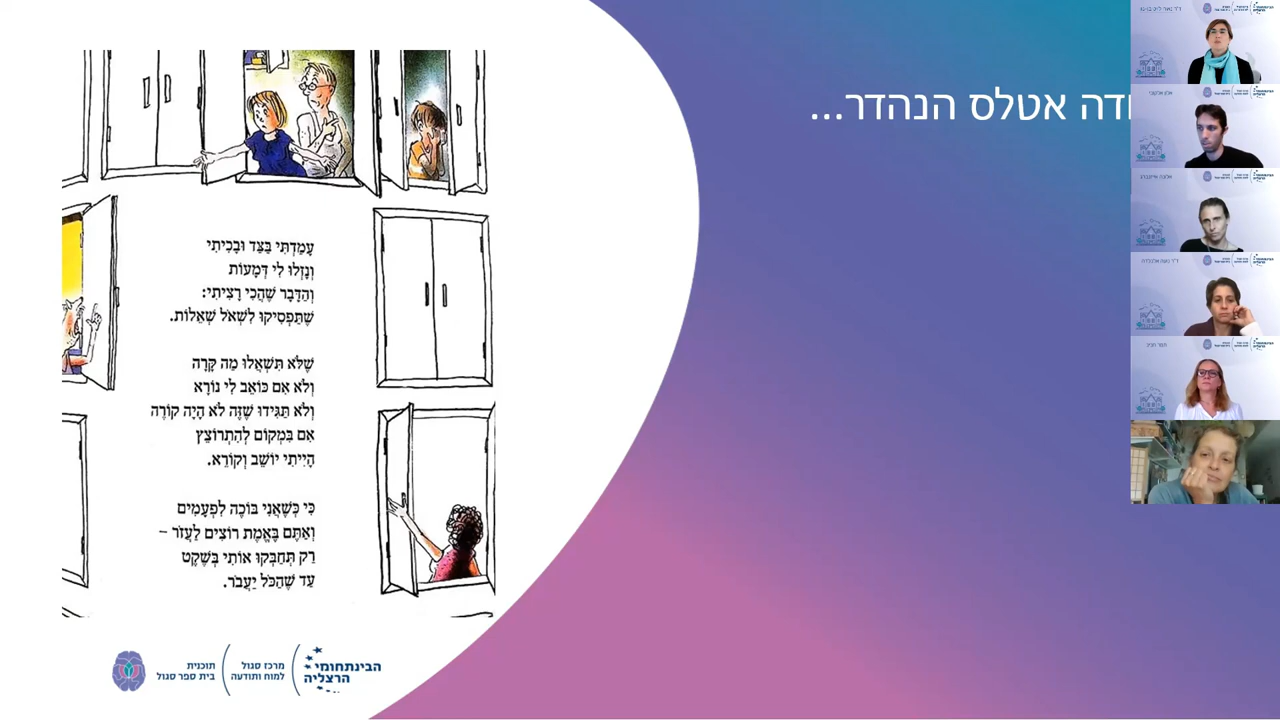 ...ודה אטלס הנהדר
עָמַדְתִּי בַּצַּד וּבָכִיתִי
וְנָזְלוּ לִי דְּמָעוֹת
וְהַדָּבָר שֶׁהֲכִי רָצִיתִי:
שֶׁתַּפְסִיקוּ לִשְׁאֹל שְׁאֵלוֹת.
שֶׁלֹּא תִּשְׁאֲלוּ מַה קָּרָה
וְלֹא אִם כּוֹאֵב לִי נוֹרָא
וְלֹא תַּגִּידוּ שֶׁזֶּה לֹא הָיָה קוֹרֶה
אִם בִּמְקוֹם לְהִתְרוֹצֵץ
הָיִיתִי יוֹשֵׁב וְקוֹרֵא.
כִּי כְּשֶׁאֲנִי בּוֹכֶה לִפְעָמִים
וְאַתֶּם בֶּאֱמֶת רוֹצִים לַעֲזֹר –
רַק תְּחַבְּקוּ אוֹתִי בְּשֶׁקֶט
עַד שֶׁהַכֹּל יַעֲבֹר.
הבינתחומי
הרצליה
מרכז סגול
למוח ותודעה
תוכנית
בית ספר סגול